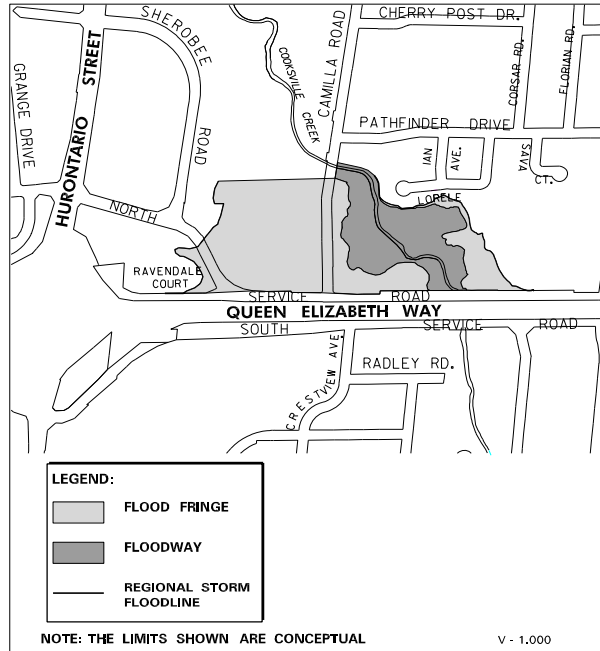 CHERRY POST DR.
SHEROBEE
ROAD
COOKSVILLE
CREEK
CAMILLA ROAD
CORSAR RD.
FLORIAN RD.
GRANGE DRIVE
HURONTARIO STREET
PATHFINDER DRIVE
IAN AVE.
SAVA CT.
LORELE
NORTH
RAVENDALE
COURT
SERVICE ROAD
QUEEN ELIZABETH WAY
SOUTH SERVICE ROAD
CRESTVIEW AVE.
RADLEY RD.
LEGEND:
FLOOD FRINGE
FLOODWAY
REGIONAL STORM
FLOODLINE
NOTE: THE LIMITS SHOWN ARE CONCEPTUAL
V - 1.000